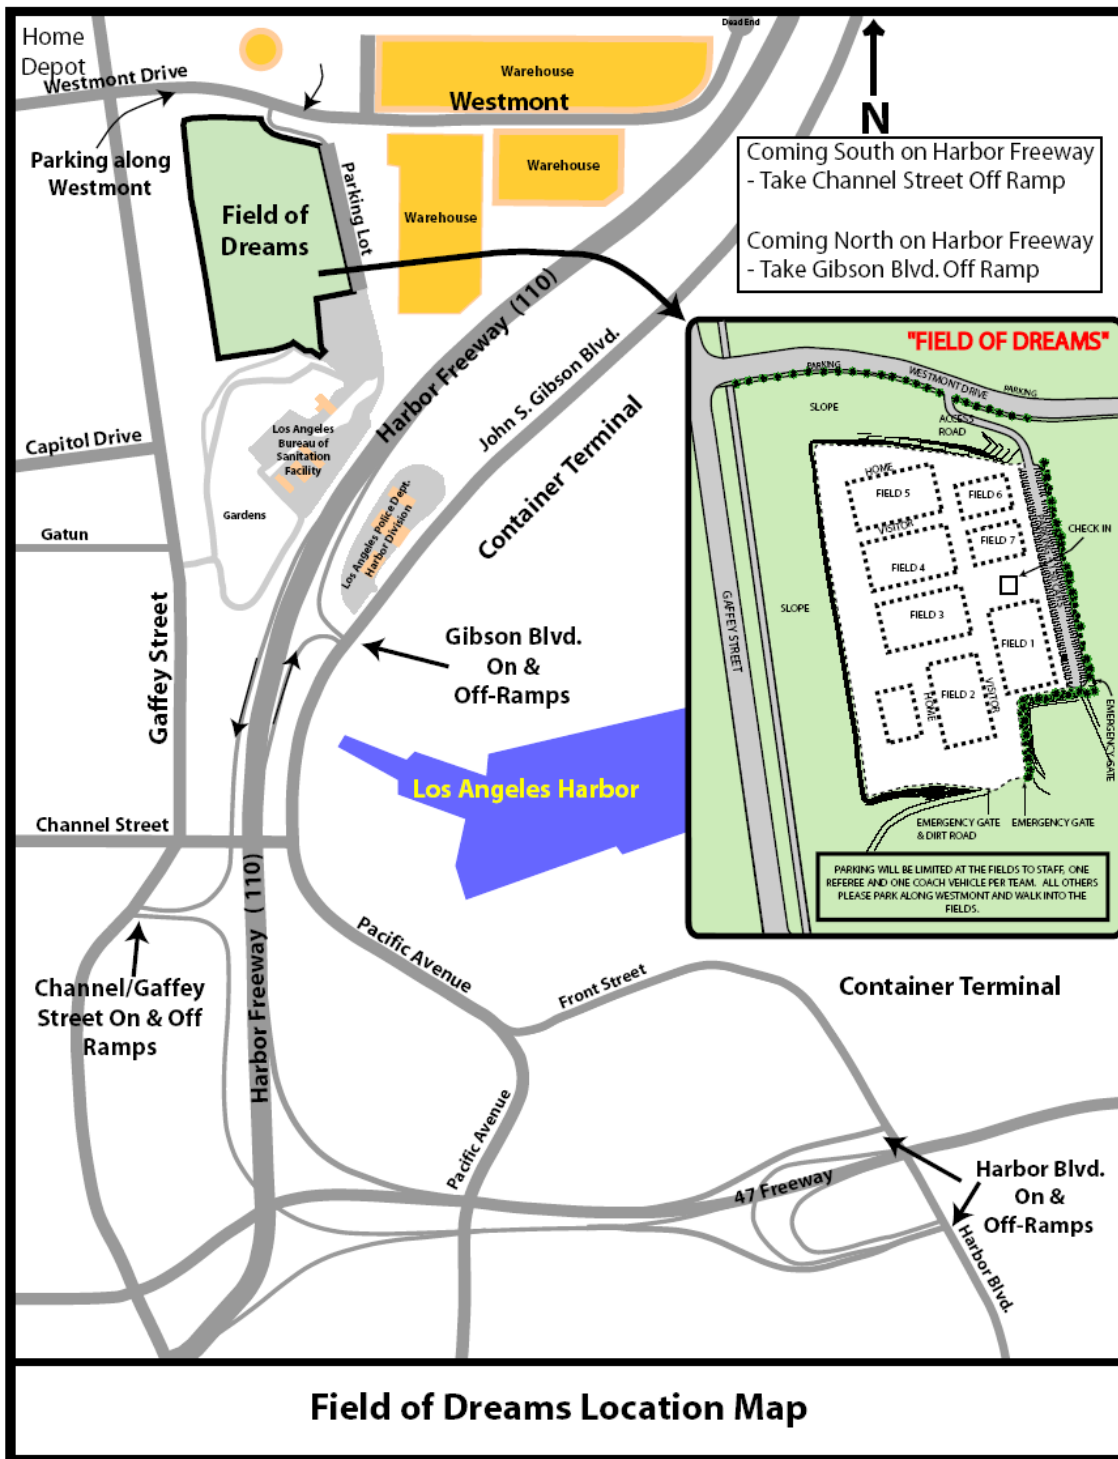 Home
Depot
Dead End
Westmont Drive
Warehouse
Westmont
N
Parking along
Westmont
Parking Lot
Warehouse
Warehouse
Field of
Dreams
Coming South on Harbor Freeway
- Take Channel Street Off Ramp
Coming North on Harbor Freeway
- Take Gibson Blvd. Off Ramp
Harbor Freeway (110)
John S. Gibson Blvd.
Container Terminal
Capitol Drive
Los Angeles
Bureau of
Sanitation
Facility
Gardens
Los Angeles Police Dept.
Harbor Division
Gatun
Gaffey Street
Gibson Blvd.
On &
Off-Ramps
Los Angeles Harbor
Channel Street
"FIELD OF DREAMS"
PARKING
WESTMONT DRIVE
PARKING
SLOPE
ACCESS
ROAD
HOME
FIELD 5
FIELD 6
VISITOR
FIELD 7
CHECK IN
FIELD 4
SLOPE
FIELD 3
FIELD 1
GAFFEY STREET
FIELD 2
HOME
VISITOR
EMERGENCY GATE
EMERGENCY GATE
& DIRT ROAD
EMERGENCY GATE
PARKING WILL BE LIMITED AT THE FIELDS TO STAFF, ONE
REFEREE AND ONE COACH VEHICLE PER TEAM. ALL OTHERS
PLEASE PARK ALONG WESTMONT AND WALK INTO THE
FIELDS.
Harbor Freeway (110)
Pacific Avenue
Front Street
Container Terminal
Channel/Gaffey
Street On & Off
Ramps
Pacific Avenue
47 Freeway
Harbor Blvd.
On &
Off-Ramps
Harbor Blvd.
Field of Dreams Location Map